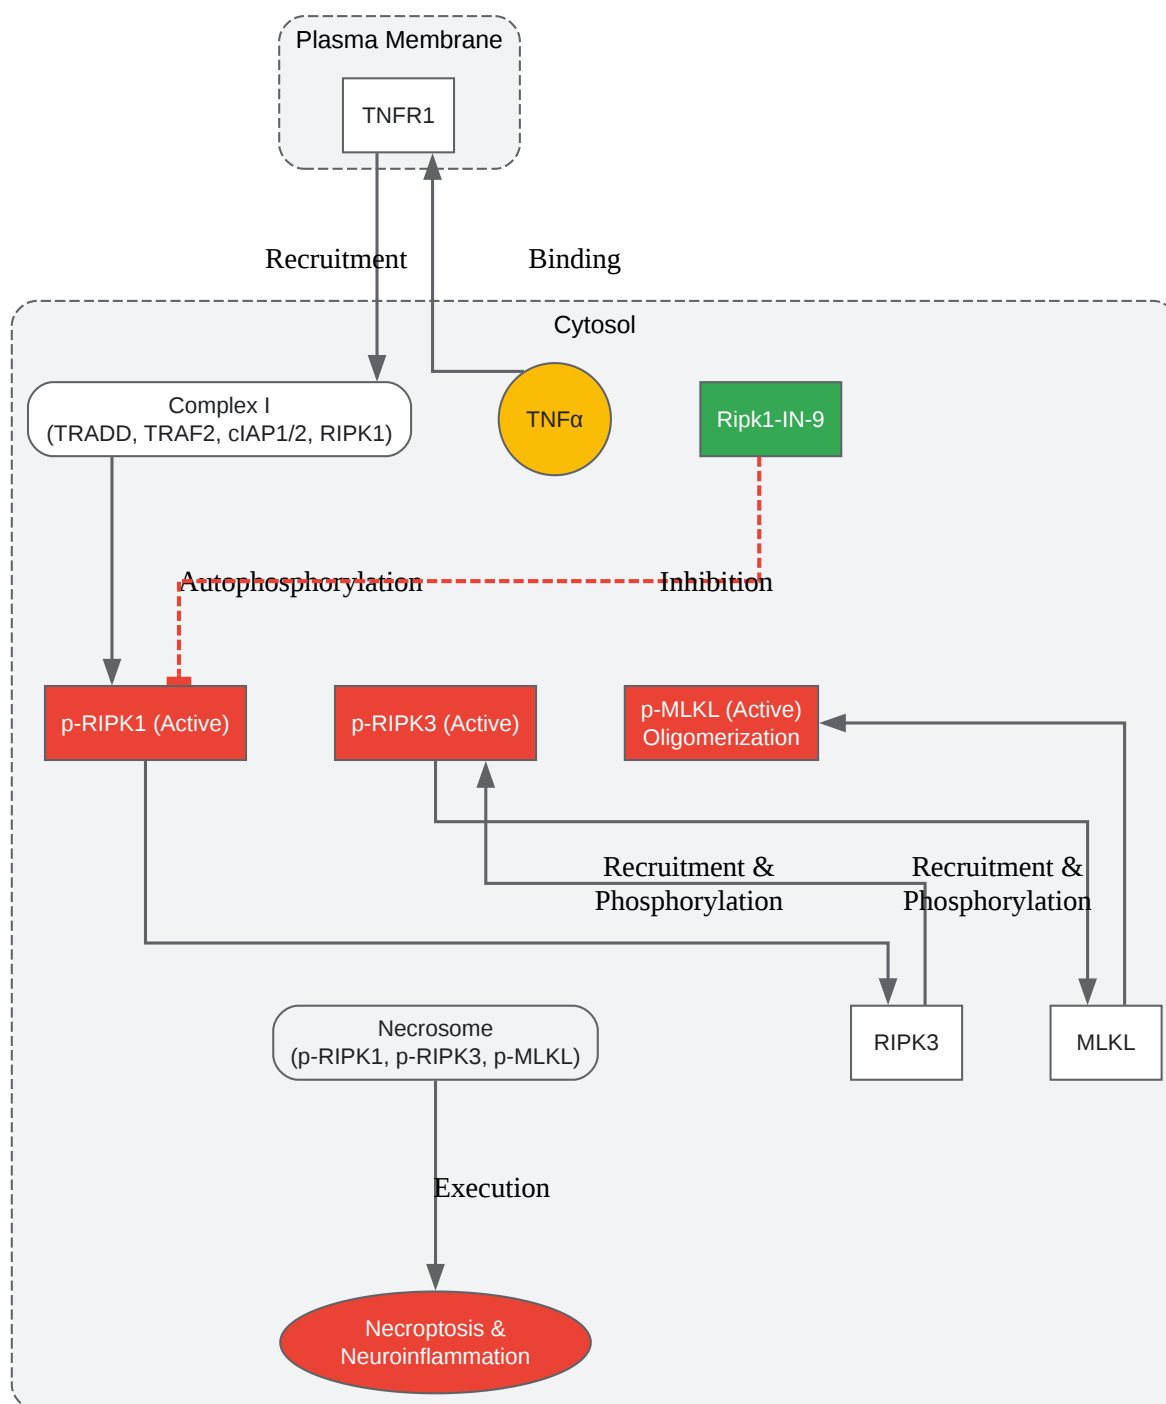 Plasma Membrane
TNFR1
Recruitment
Binding
Cytosol
Complex I
(TRADD, TRAF2, cIAP1/2, RIPK1)
TNFα
Ripk1-IN-9
Autophosphorylation
Inhibition
p-RIPK1 (Active)
p-RIPK3 (Active)
p-MLKL (Active)
Oligomerization
Recruitment &
Phosphorylation
Recruitment &
Phosphorylation
Necrosome
(p-RIPK1, p-RIPK3, p-MLKL)
RIPK3
MLKL
Execution
Necroptosis &
Neuroinflammation